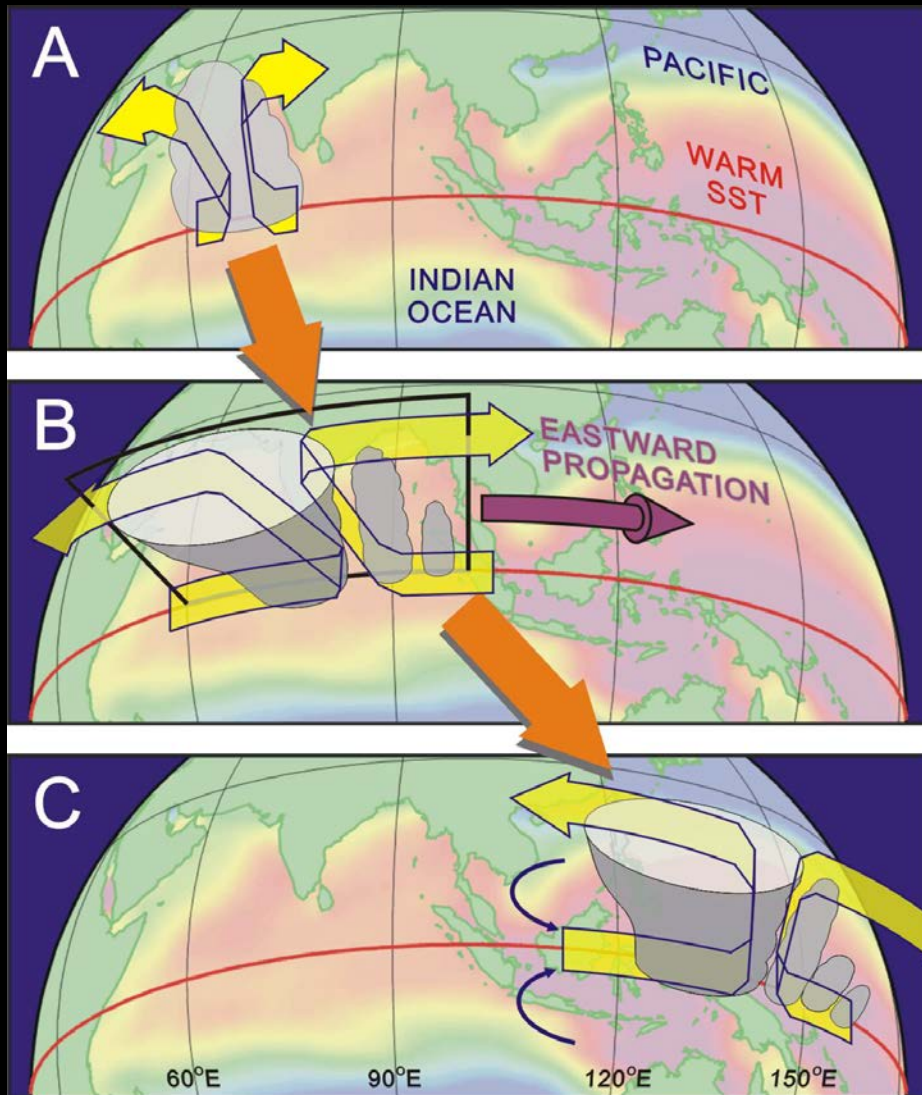 A
PACIFIC
WARM
SST
INDIAN
OCEAN
B
EASTWARD
PROPAGATION
C
60°E 90°E 120°E 150°E